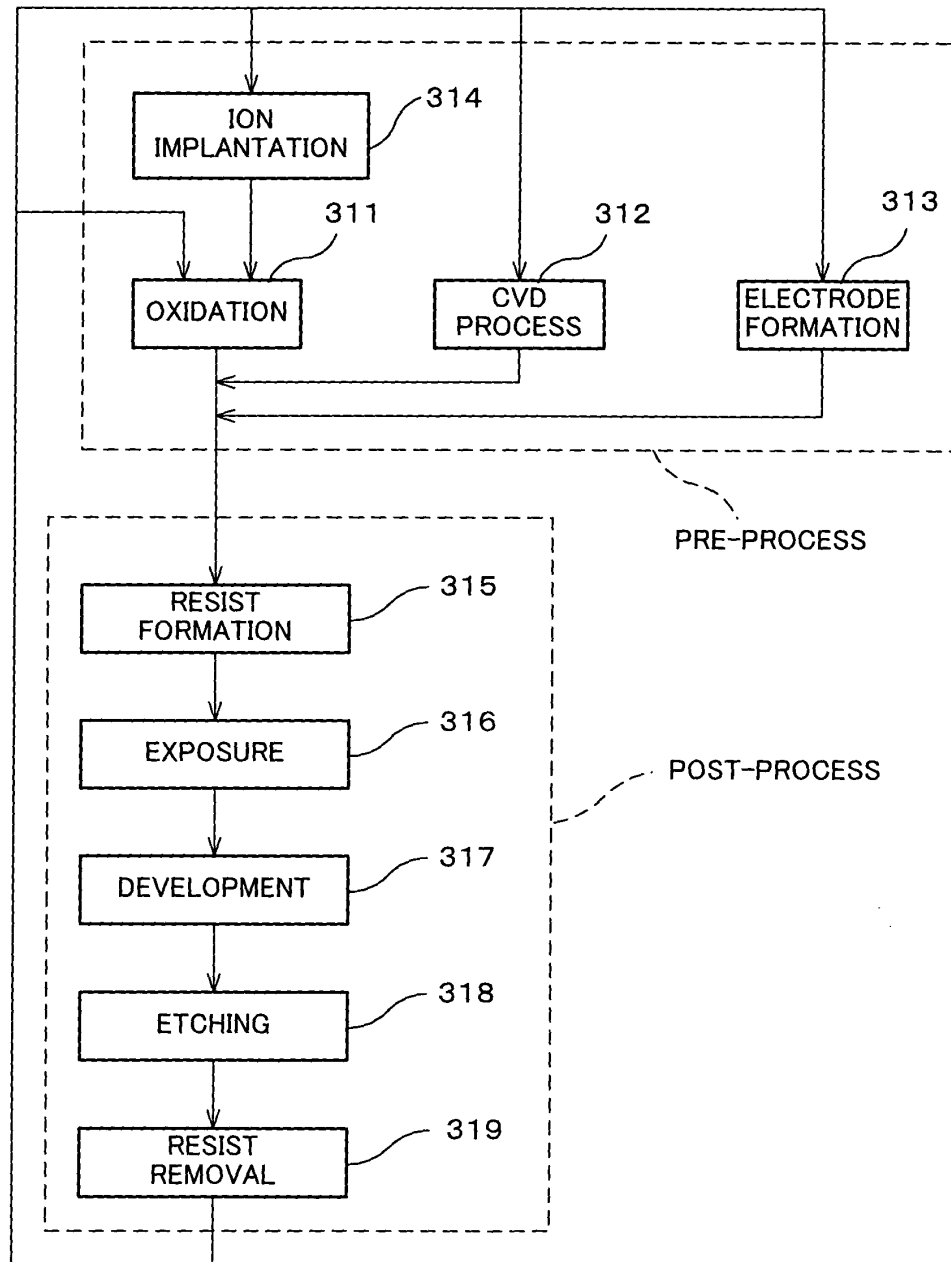 314
ION
IMPLANTATION
311
312
313
OXIDATION
CVD
PROCESS
ELECTRODE
FORMATION
PRE-PROCESS
315
RESIST
FORMATION
316
EXPOSURE
POST-PROCESS
317
DEVELOPMENT
318
ETCHING
319
RESIST
REMOVAL